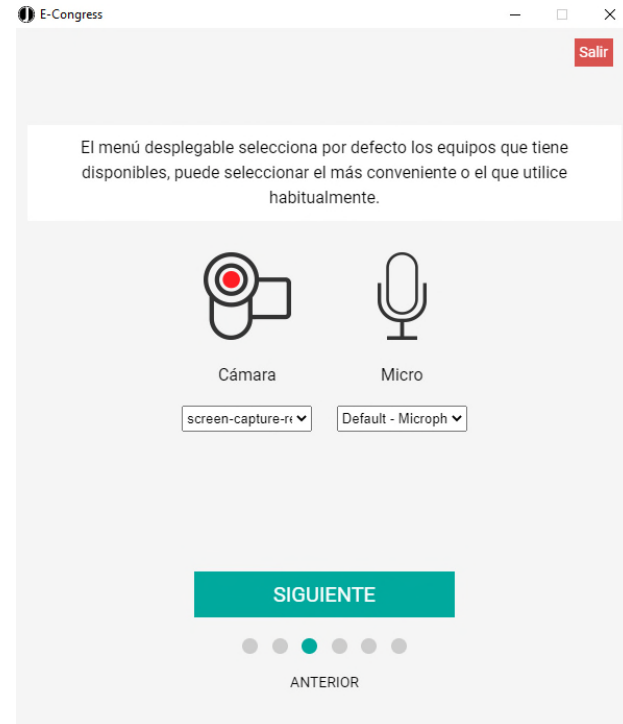 E-Congress
Salir
El menú desplegable selecciona por defecto los equipos que tiene
disponibles, puede seleccionar el más conveniente o el que utilice
habitualmente.
Cámara
Micro
screen-capture-re
Default - Microph
SIGUIENTE
ANTERIOR